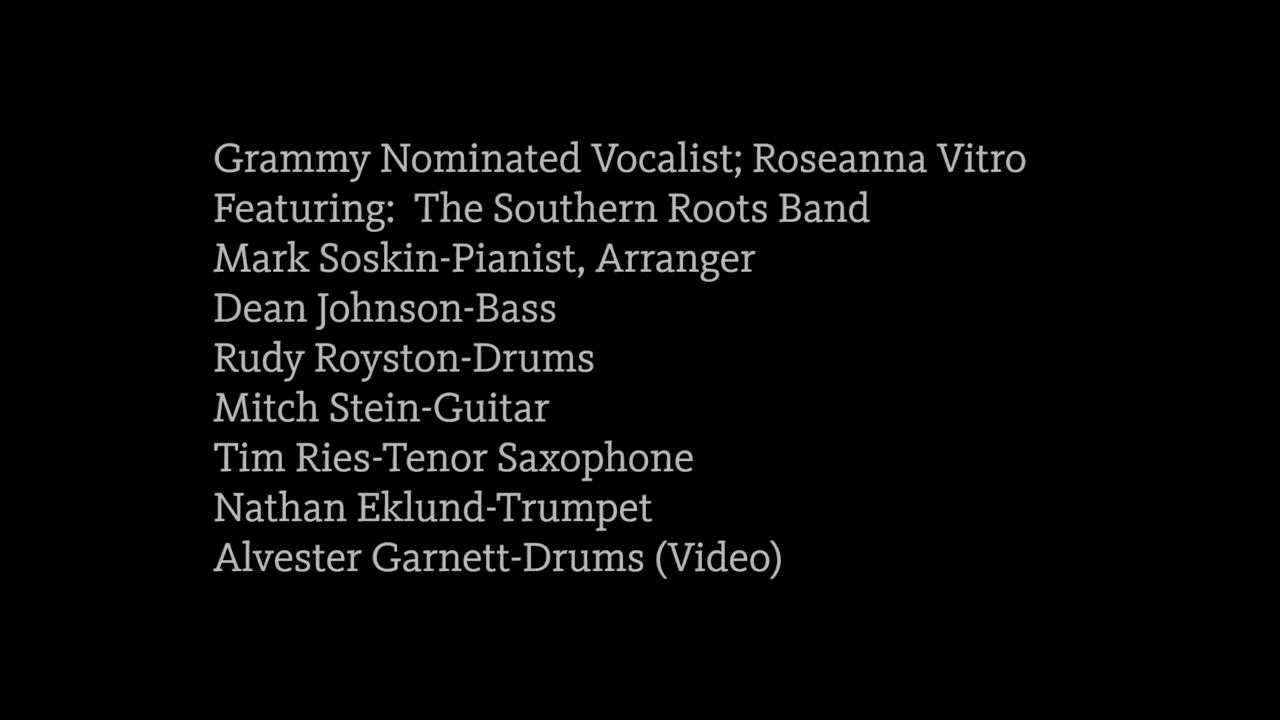 Grammy Nominated Vocalist; Roseanna Vitro
Featuring:  The Southern Roots Band
Mark Soskin-Pianist, Arranger
Dean Johnson-Bass
Rudy Royston-Drums
Mitch Stein-Guitar
Tim Ries-Tenor Saxophone
Nathan Eklund-Trumpet
Alvester Garnett-Drums (Video)